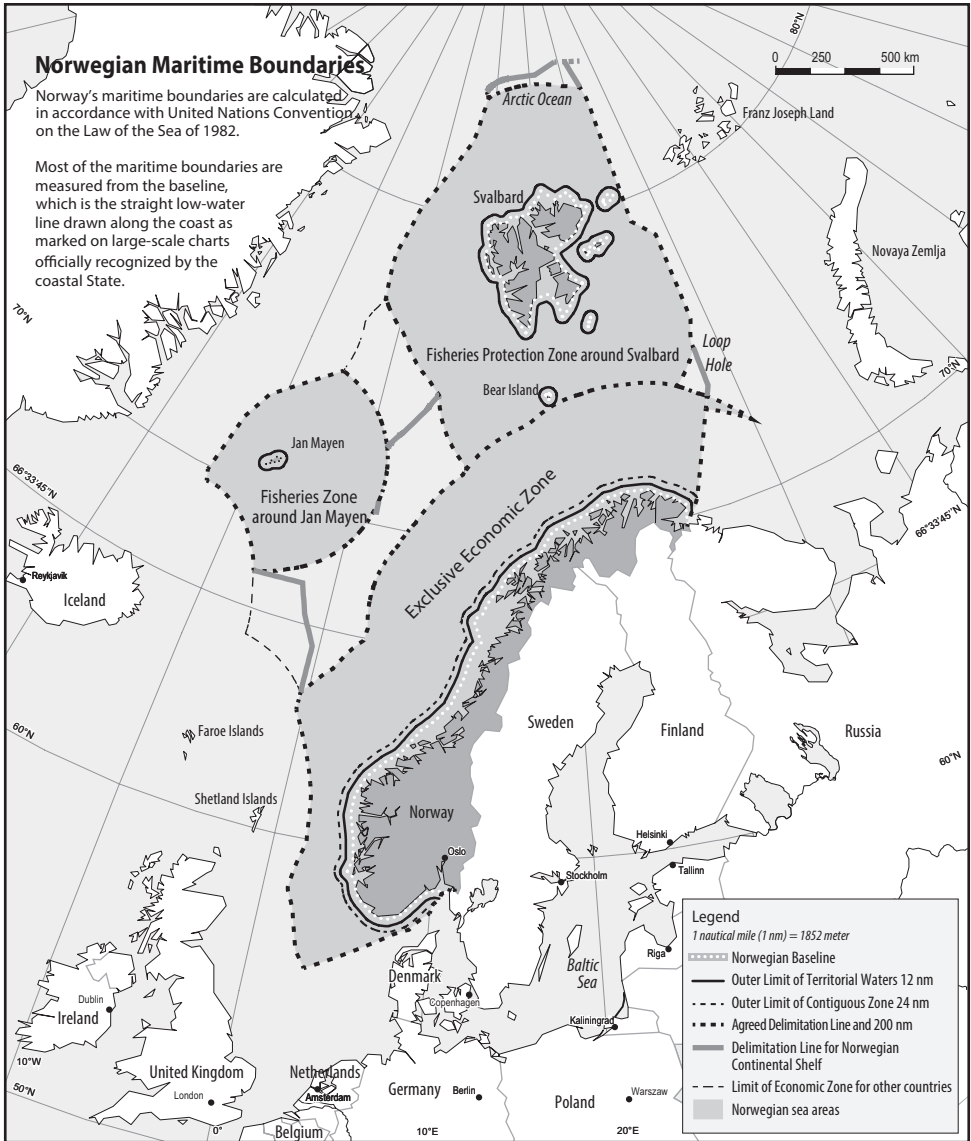 80°N
0 250 500 km
Norwegian Maritime Boundaries
Norway's maritime boundaries are calculated
in accordance with United Nations Convention
on the Law of the Sea of 1982.
Most of the maritime boundaries are
measured from the baseline,
which is the straight low-water
line drawn along the coast as
marked on large-scale charts
officially recognized by the
coastal State.
Arctic Ocean
Franz Joseph Land
Svalbard
Novaya Zemlja
70°N
Loop
Hole
Fisheries Protection Zone around Svalbard
70°N
Bear Island
Jan Mayen
66°33'45"N
Fisheries Zone
around Jan Mayen
Exclusive Economic Zone
66°33'45"N
Reykjavik
Iceland
Sweden
Finland
Russia
60°N
Faroe Islands
60°N
Shetland Islands
Norway
Helsinki
Oslo
Tallinn
Stockholm
Riga
Baltic
Sea
Denmark
Copenhagen
Kaliningrad
Dublin
Ireland
10°W
50°N
United Kingdom
London
Netherlands
Amsterdam
Germany
Berlin
Poland
Warszaw
Belgium
0°
10°E
20°E
Legend
1 nautical mile (1 nm) = 1852 meter
Norwegian Baseline
Outer Limit of Territorial Waters 12 nm
Outer Limit of Contiguous Zone 24 nm
Agreed Delimitation Line and 200 nm
Delimitation Line for Norwegian
Continental Shelf
Limit of Economic Zone for other countries
Norwegian sea areas